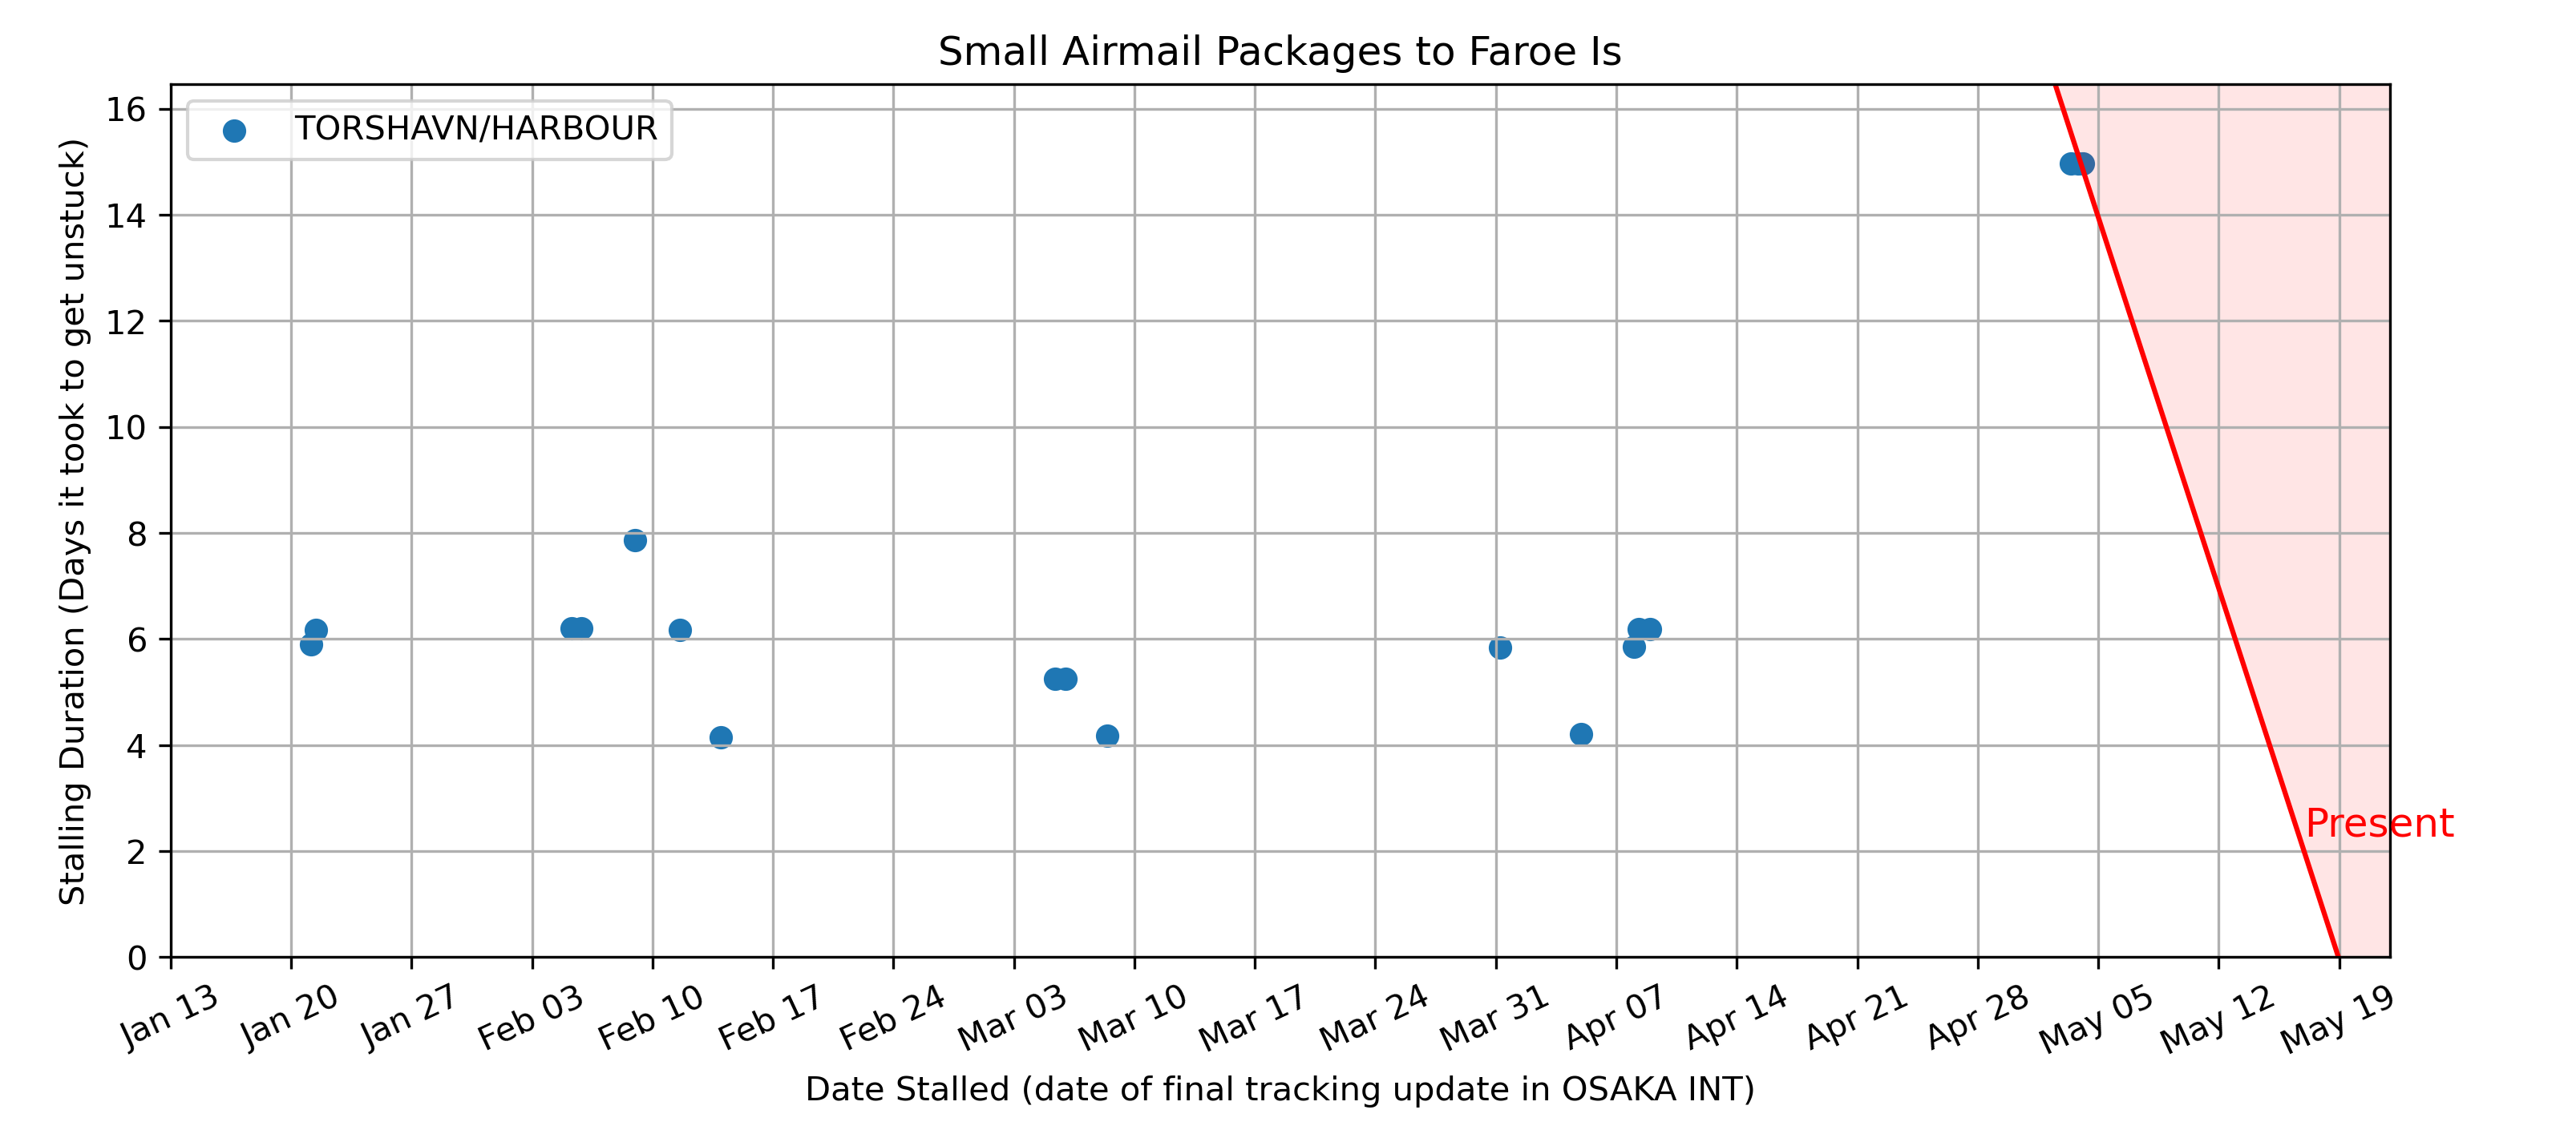 Small Airmail Packages to Faroe Is
TORSHAVN/HARBOUR
Stalling Duration (Days it took to get unstuck)
16
14
12
10
8
6
4
2
0
Present
Jan 13
Jan 20
Jan 27
Feb 03
Feb 10
Feb 17
Feb 24
Mar 03
Mar 10
Mar 17
Mar 24
Mar 31
Apr 07
Apr 14
Apr 21
Apr 28
May 05
May 12
May 19
Date Stalled (date of final tracking update in OSAKA INT)